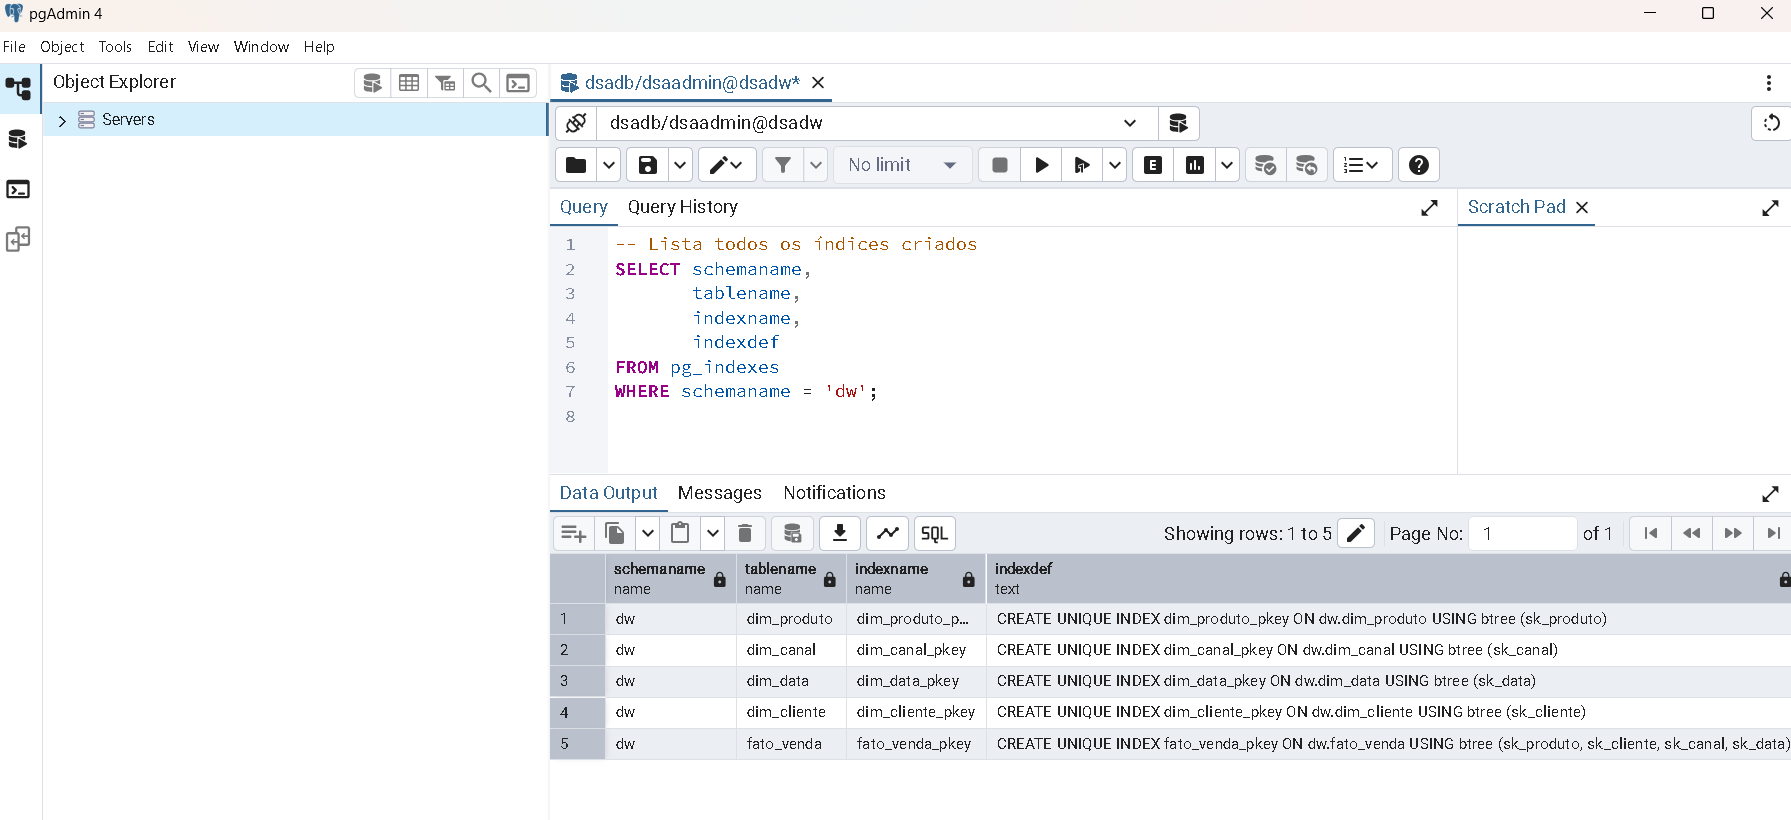 pgAdmin 4
File Object Tools Edit View Window Help
Object Explorer
Servers
dsadb/dsaadmin@dsadw*
dsadb/dsaadmin@dsadw
No limit
E
Query Query History
Scratch Pad
1 -- Lista todos os índices criados
2 SELECT schemaname,
3 tablename,
4 indexname,
5 indexdef
6 FROM pg_indexes
7 WHERE schemaname = 'dw';
8
Data Output Messages Notifications
SQL Showing rows: 1 to 5 Page No: 1 of 1
schemaname tablename indexname indexdef
name name name text
1 dw dim_produto dim_produto_p... CREATE UNIQUE INDEX dim_produto_pkey ON dw.dim_produto USING btree (sk_produto)
2 dw dim_canal dim_canal_pkey CREATE UNIQUE INDEX dim_canal_pkey ON dw.dim_canal USING btree (sk_canal)
3 dw dim_data dim_data_pkey CREATE UNIQUE INDEX dim_data_pkey ON dw.dim_data USING btree (sk_data)
4 dw dim_cliente dim_cliente_pkey CREATE UNIQUE INDEX dim_cliente_pkey ON dw.dim_cliente USING btree (sk_cliente)
5 dw fato_venda fato_venda_pkey CREATE UNIQUE INDEX fato_venda_pkey ON dw.fato_venda USING btree (sk_produto, sk_cliente, sk_canal, sk_data)